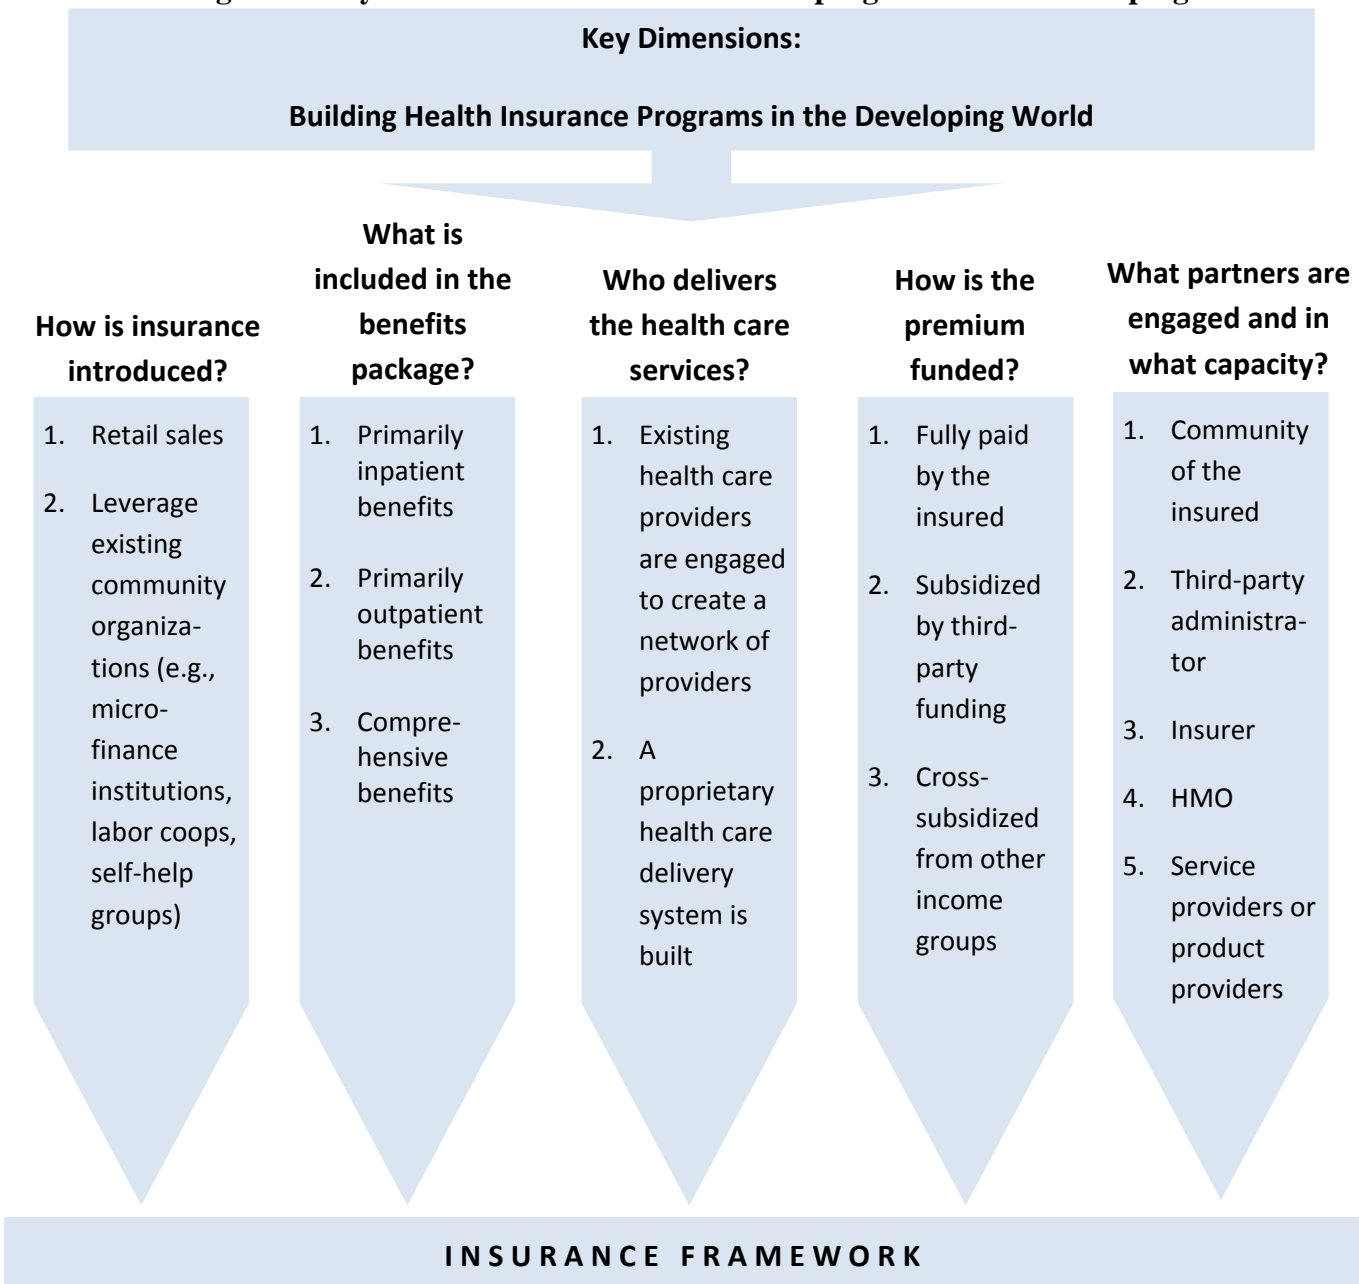 Key Dimensions:
Building Health Insurance Programs in the Developing World
How is insurance
introduced?
1. Retail sales
2. Leverage
existing
community
organiza-
tions (e.g.,
micro-
finance
institutions,
labor coops,
self-help
groups)
What is
included in the
benefits
package?
1. Primarily
inpatient
benefits
2. Primarily
outpatient
benefits
3. Compre-
hensive
benefits
Who delivers
the health care
services?
1. Existing
health care
providers
are engaged
to create a
network of
providers
2. A
proprietary
health care
delivery
system is
built
How is the
premium
funded?
1. Fully paid
by the
insured
2. Subsidized
by third-
party
funding
3. Cross-
subsidized
from other
income
groups
What partners are
engaged and in
what capacity?
1. Community
of the
insured
2. Third-party
administra-
tor
3. Insurer
4. HMO
5. Service
providers or
product
providers
INSURANCE FRAMEWORK